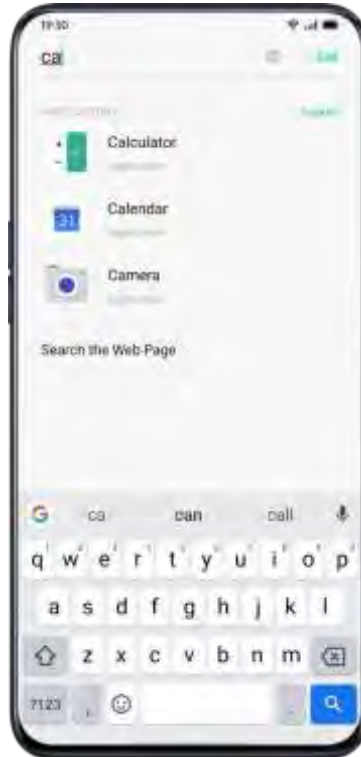 19:30
ca
Calculator
Calendar
31
Camera
Search the Web-Page
G ca can call
q w e r t y u i o p
a s d f g h j k l
z x c v b n m
?123 , .